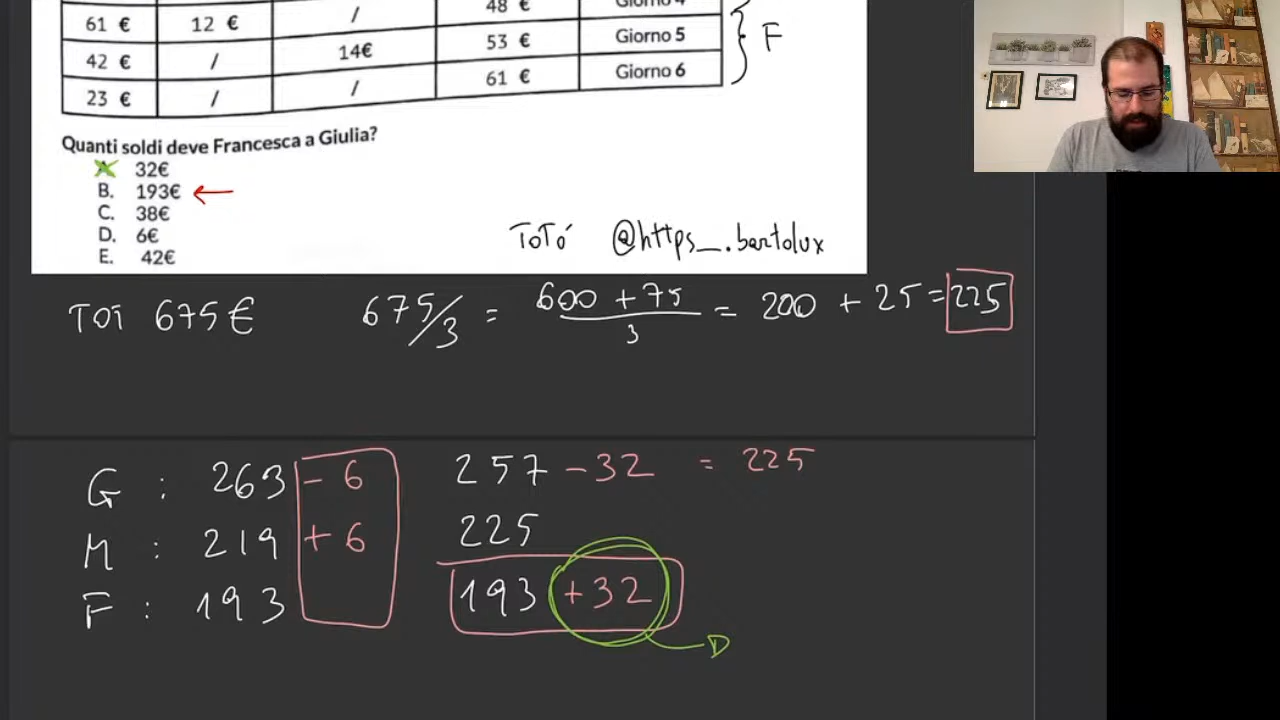 48 € Giorno 4
61 € 12 € / 53 € Giorno 5 F
42 € / 14€ 61 € Giorno 6
23 € / /
Quanti soldi deve Francesca a Giulia?
A. 32€
B. 193€ ←
C. 38€
D. 6€
E. 42€
TOTÓ @https_.bartolux
TOT 675€ 675/3 = 600 + 75 / 3 = 200 + 25 = 225
G : 263 - 6 257 - 32 = 225
M : 219 + 6 225
F : 193 193 + 32
D